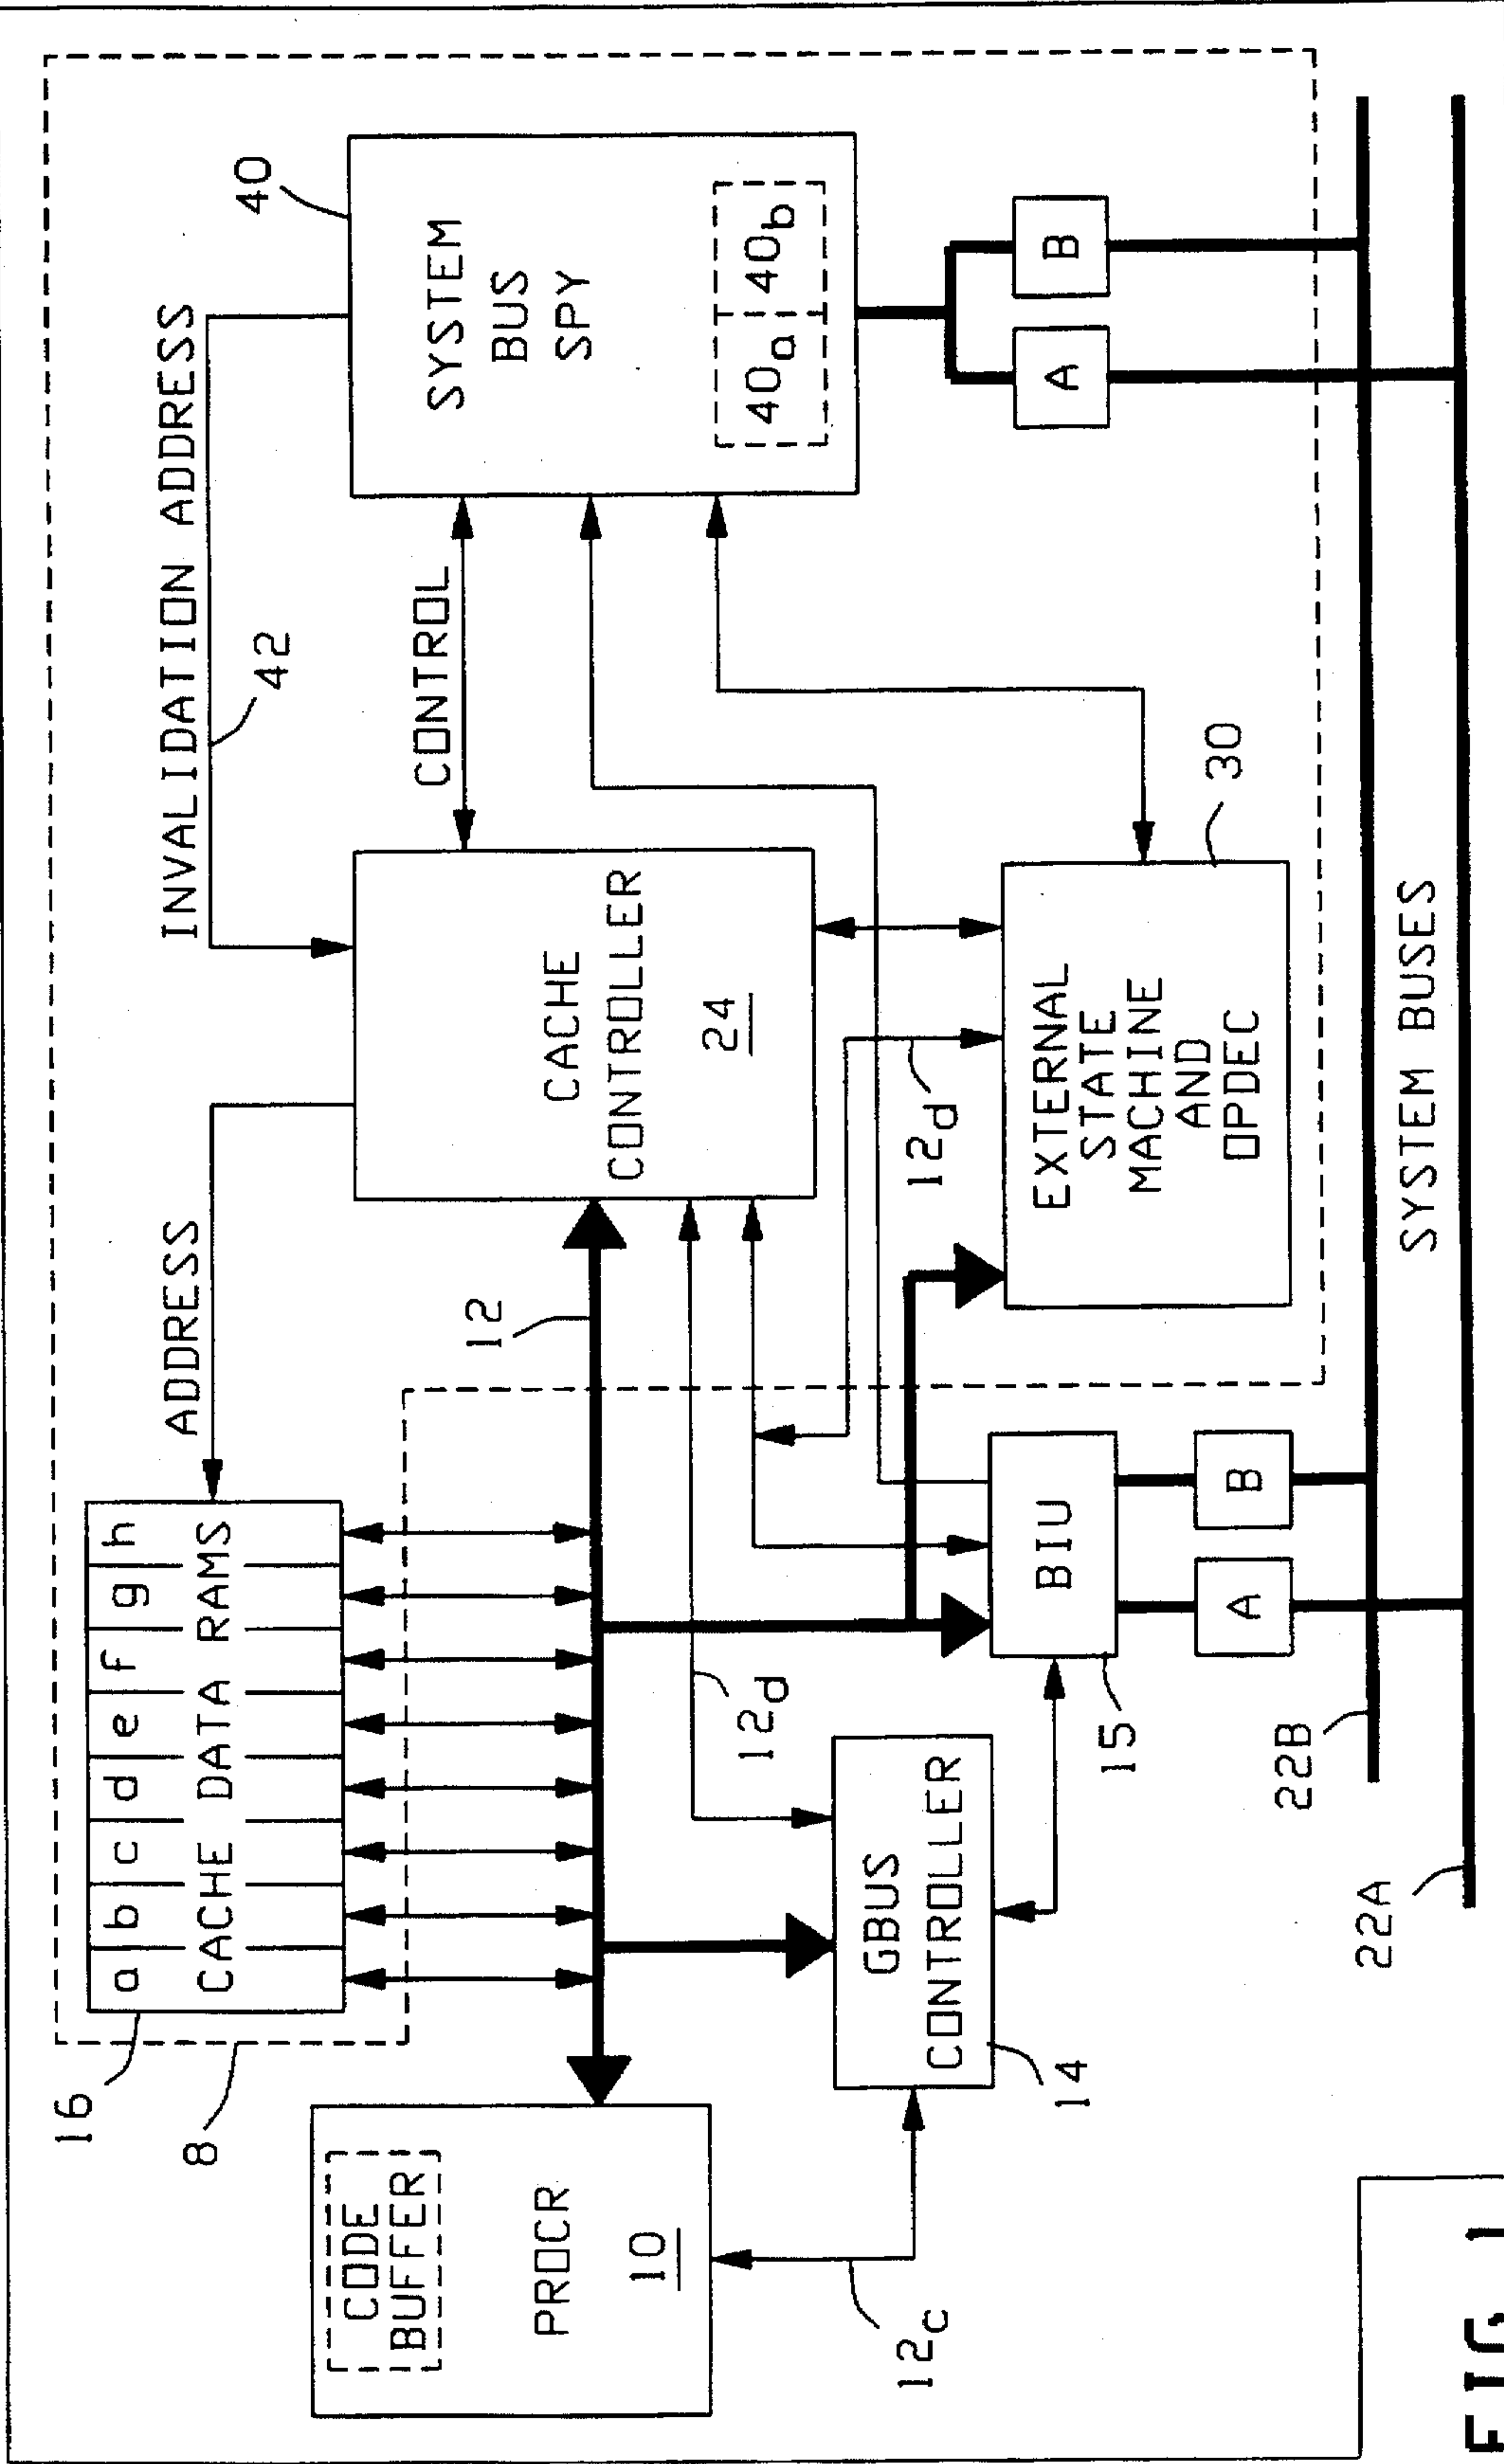 16
8
a b c d e f g h
CACHE DATA RAMS
ADDRESS
INVALIDATION ADDRESS
42
40
SYSTEM
BUS
SPY
40a 40b
CONTROL
CACHE
CONTROLLER
24
12
CODE
BUFFER
PROCR
10
12c
GBUS
CONTROLLER
14
12d
12d
BIU
15
EXTERNAL
STATE
MACHINE
AND
OPDEC
30
A
B
A
B
22B
22A
SYSTEM BUSES
FIG 1